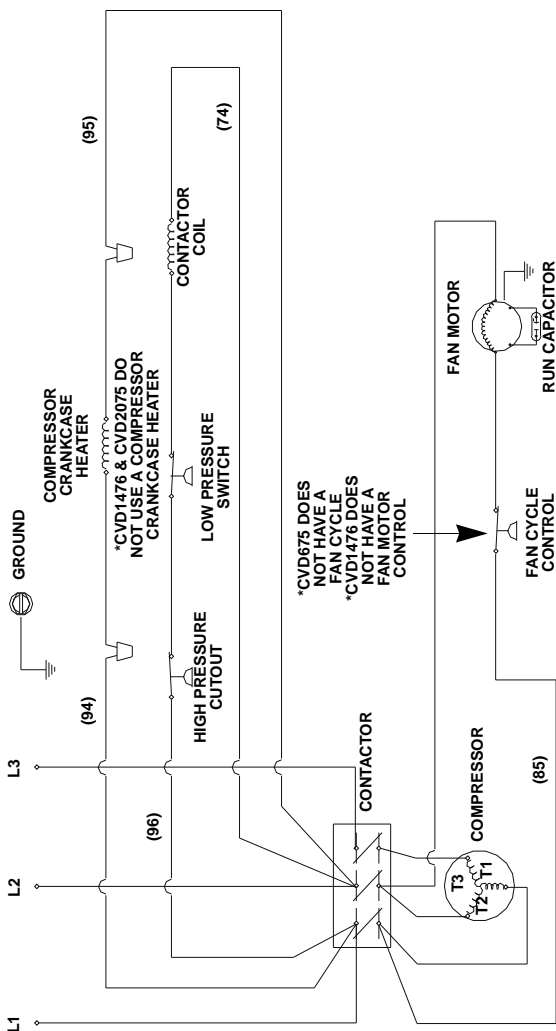 L1
L2
L3
GROUND
(94)
(95)
COMPRESSOR
CRANKCASE
HEATER
*CVD1476 & CVD2075 DO
NOT USE A COMPRESSOR
CRANKCASE HEATER
(96)
HIGH PRESSURE
CUTOUT
LOW PRESSURE
SWITCH
CONTACTOR
COIL
(74)
CONTACTOR
*CVD675 DOES
NOT HAVE A
FAN CYCLE
*CVD1476 DOES
NOT HAVE A
FAN MOTOR
CONTROL
COMPRESSOR
T3
T2
T1
FAN MOTOR
RUN CAPACITOR
FAN CYCLE
CONTROL
(85)